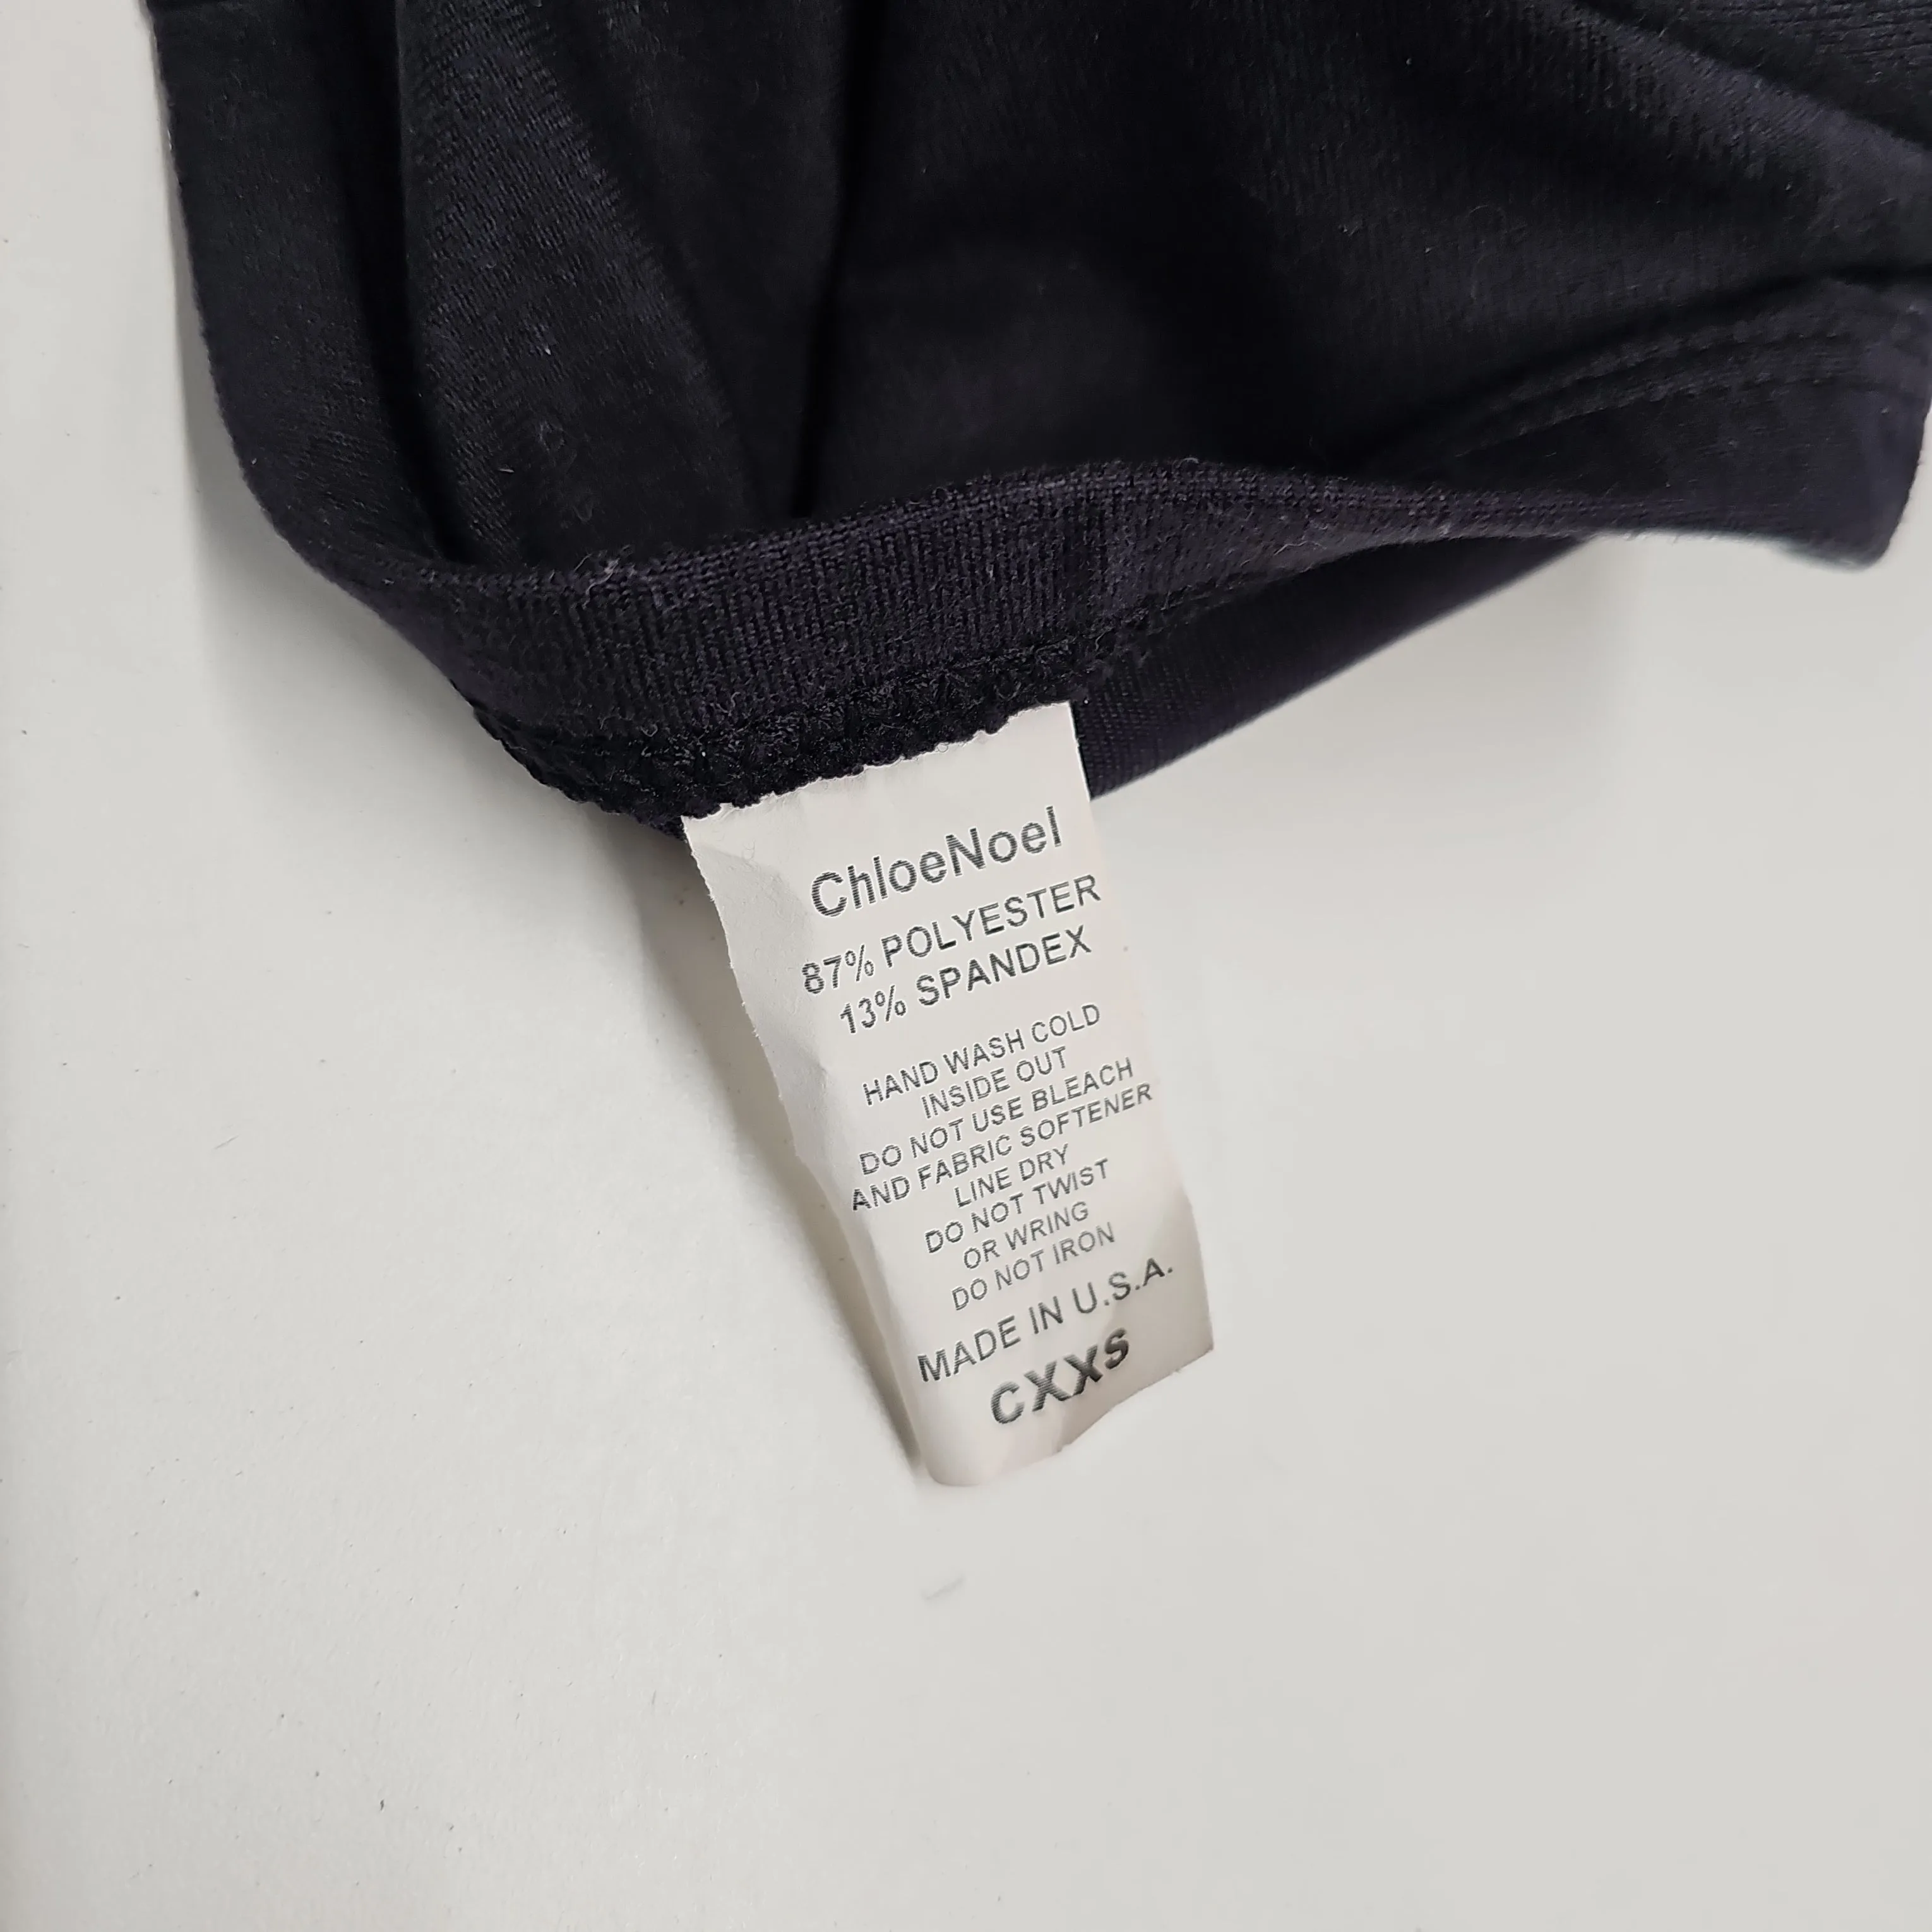 ChloeNoel
87% POLYESTER
13% SPANDEX
HAND WASH COLD
INSIDE OUT
DO NOT USE BLEACH
AND FABRIC SOFTENER
LINE DRY
DO NOT TWIST
OR WRING
DO NOT IRON
MADE IN U.S.A.
CXXS